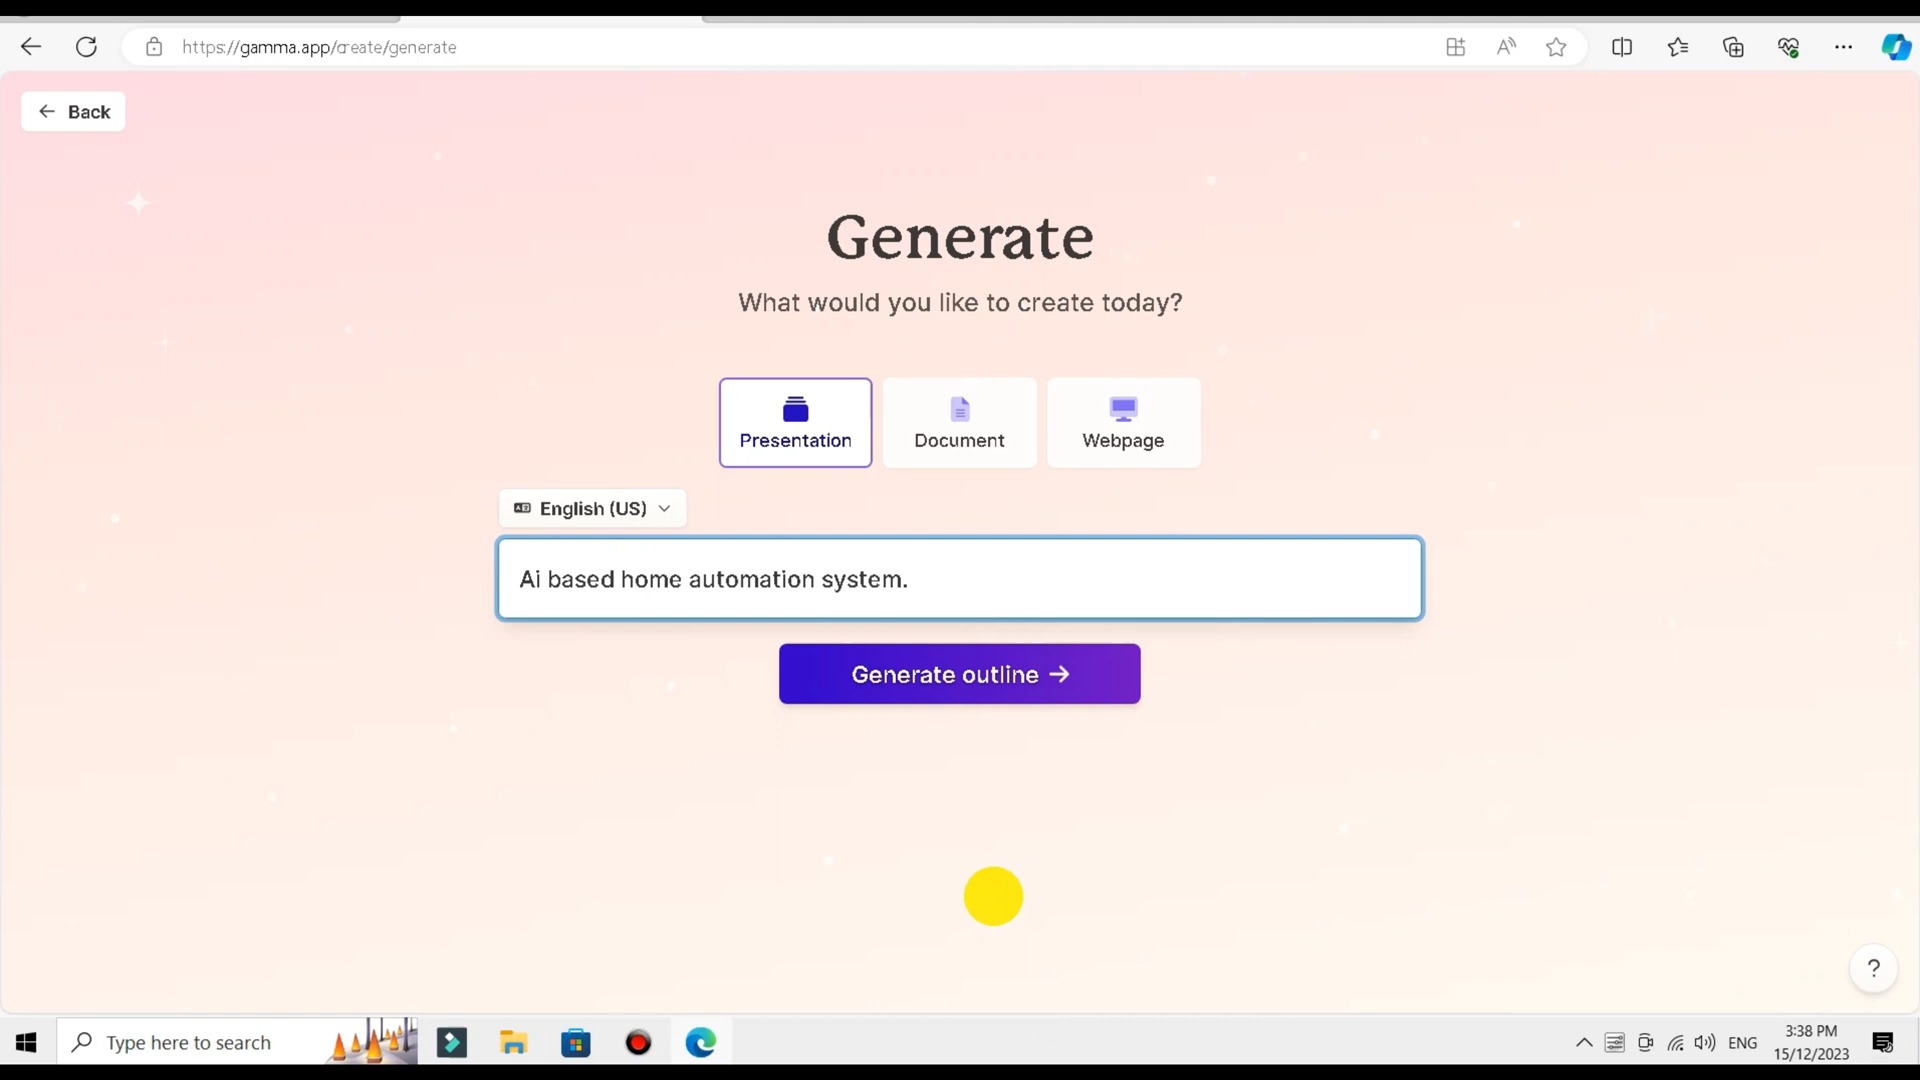 https://gamma.app/create/generate
Back
Generate
What would you like to create today?
Presentation
Document
Webpage
English (US)
Ai based home automation system.
Generate outline
?
Type here to search
ENG
3:38 PM
15/12/2023